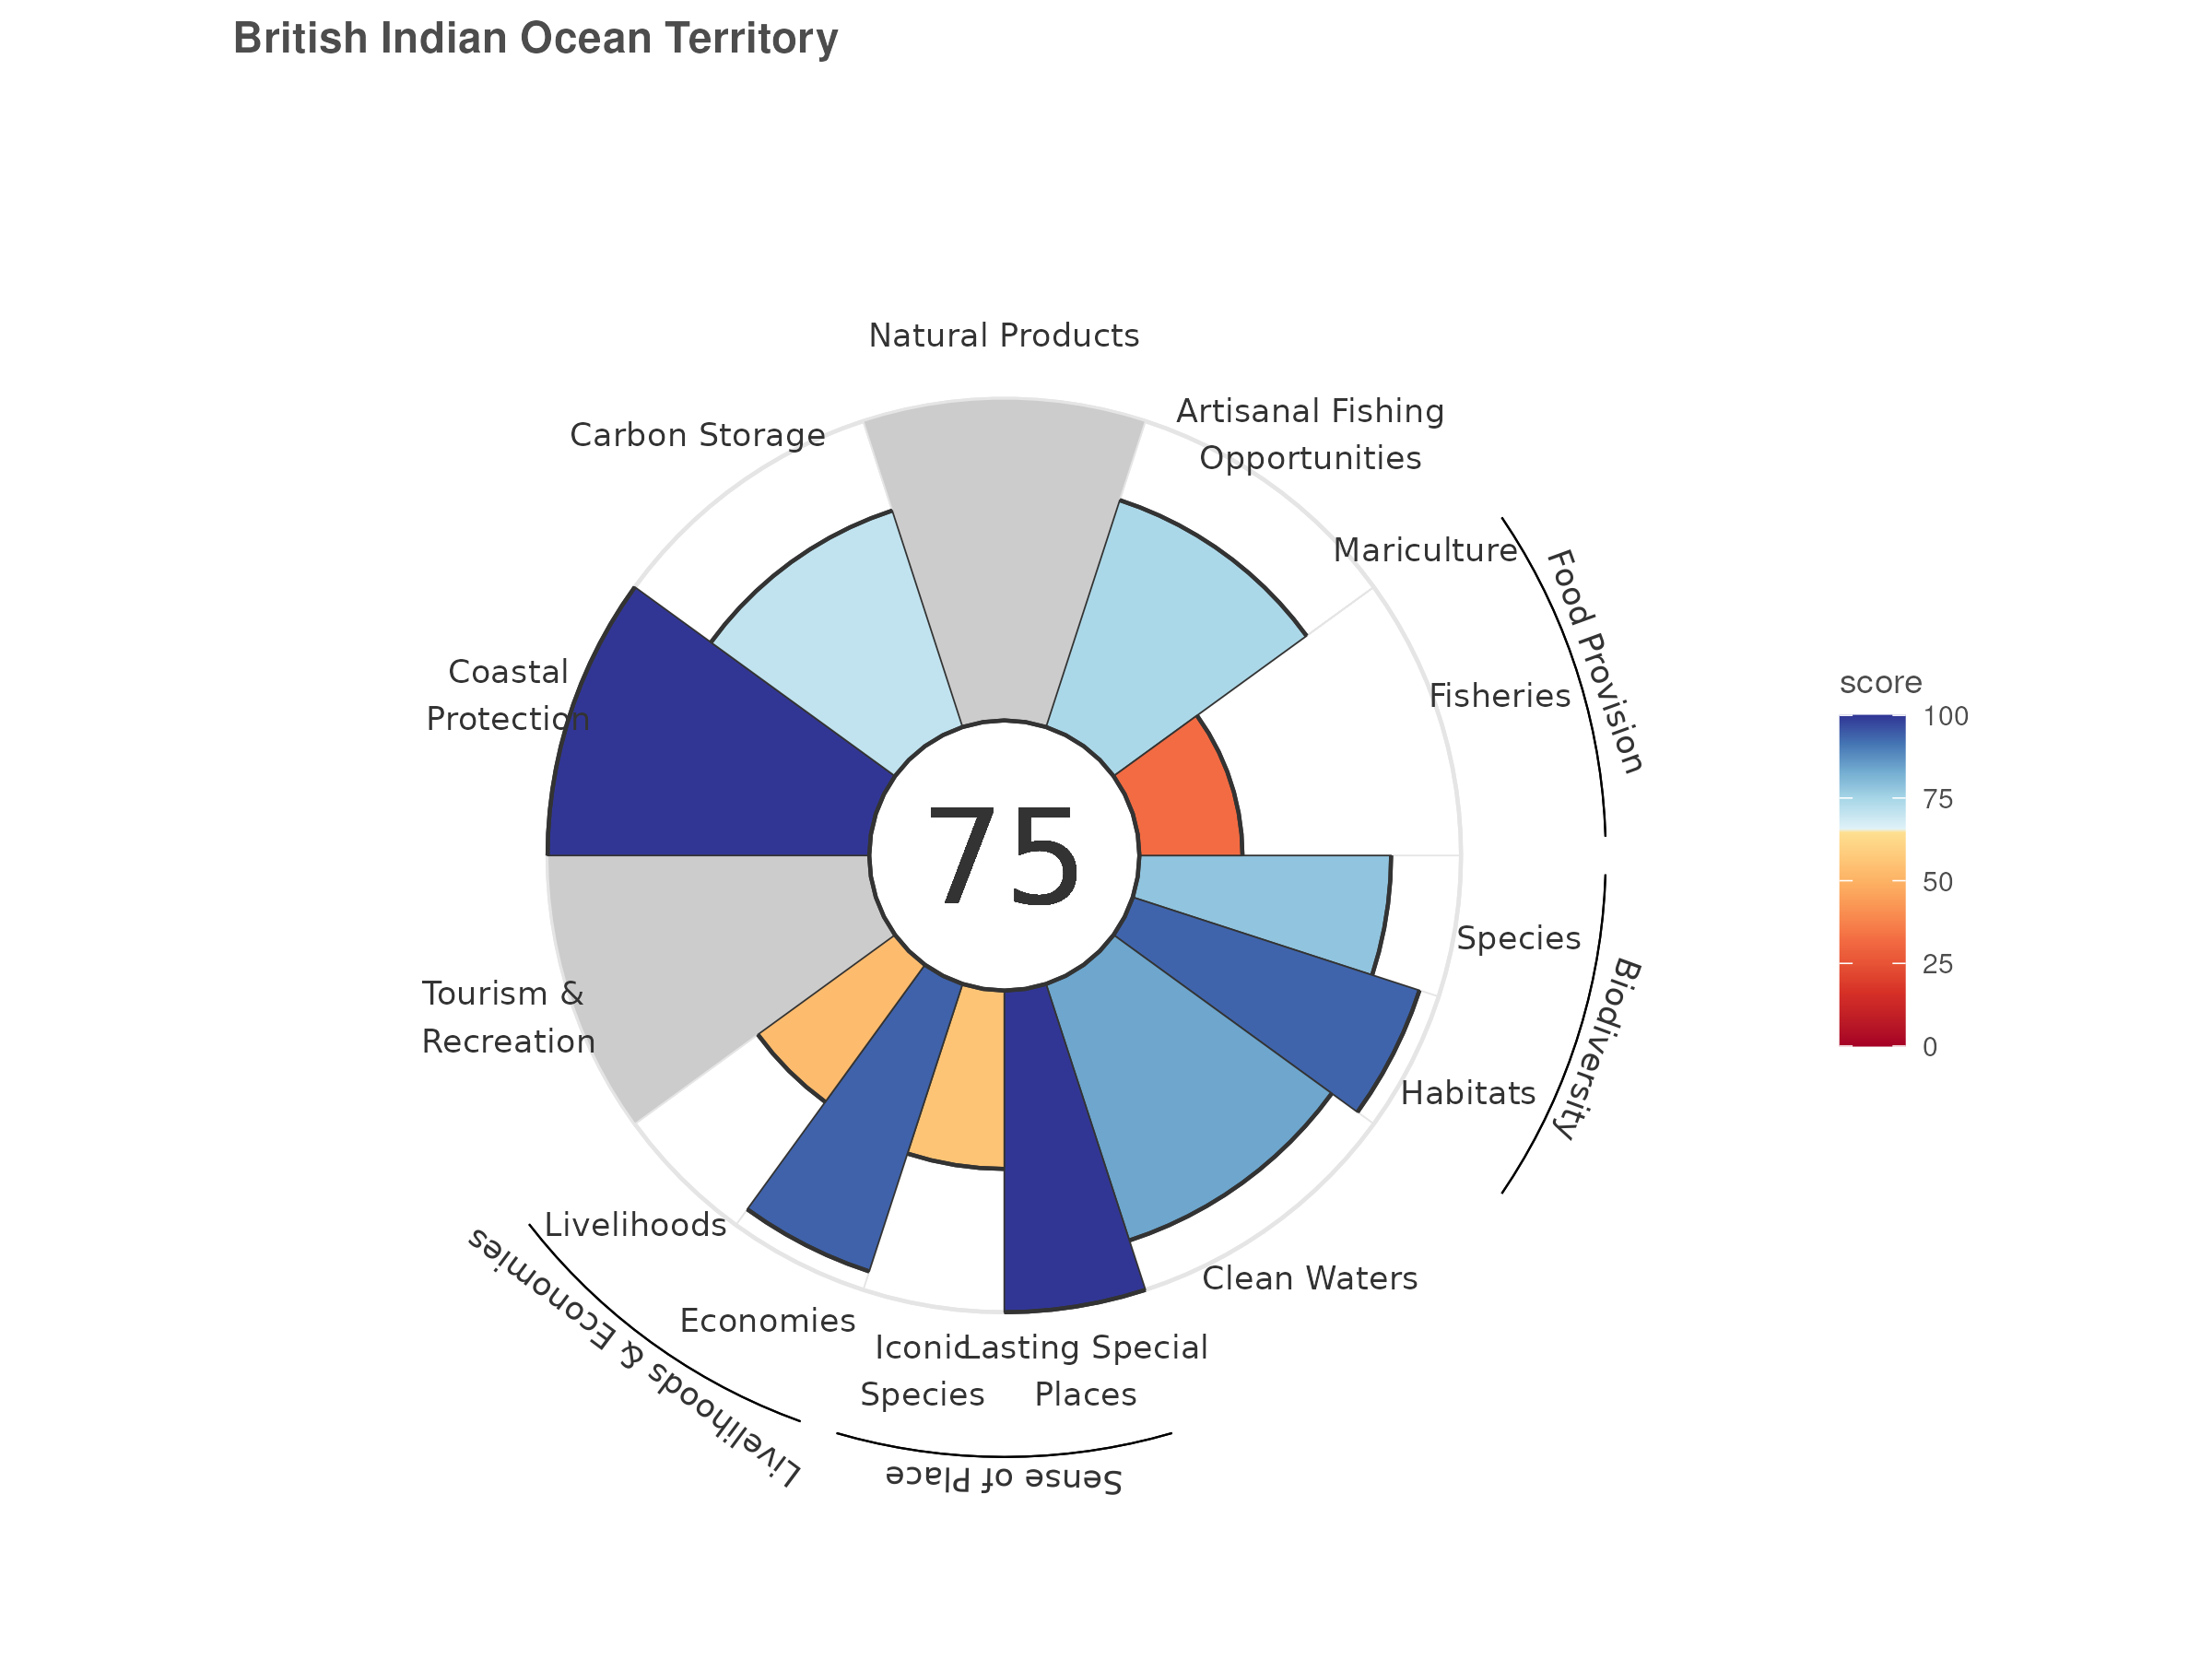 British Indian Ocean Territory
Natural Products
Artisanal Fishing
Opportunities
Carbon Storage
Mariculture
Food Provision
Fisheries
Coastal
Protection
score
100
75
50
25
0
75
Species
Biodiversity
Tourism &
Recreation
Habitats
Livelihoods
Clean Waters
Economies
Livelihoods & Economies
Iconic
Species
Lasting Special
Places
Sense of Place